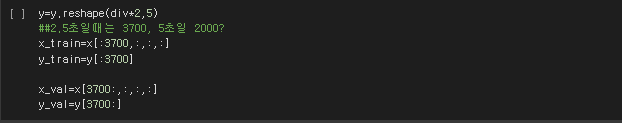 [ ] y=y.reshape(div*2,5)
##2.5초일때는 3700, 5초일 2000?
x_train=x[:3700,:,:,:]
y_train=y[:3700]
x_val=x[3700:,:,:,:]
y_val=y[3700:]